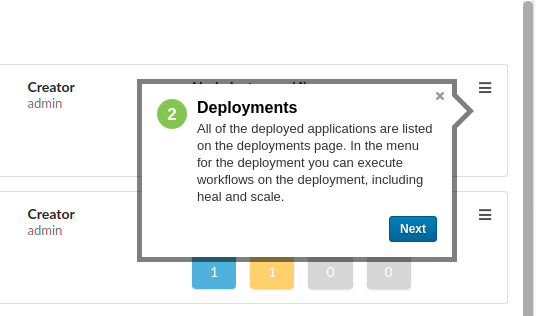 Creator
admin
2
Deployments
All of the deployed applications are listed
on the deployments page. In the menu
for the deployment you can execute
workflows on the deployment, including
heal and scale.
Next
Creator
admin
1 1 0 0